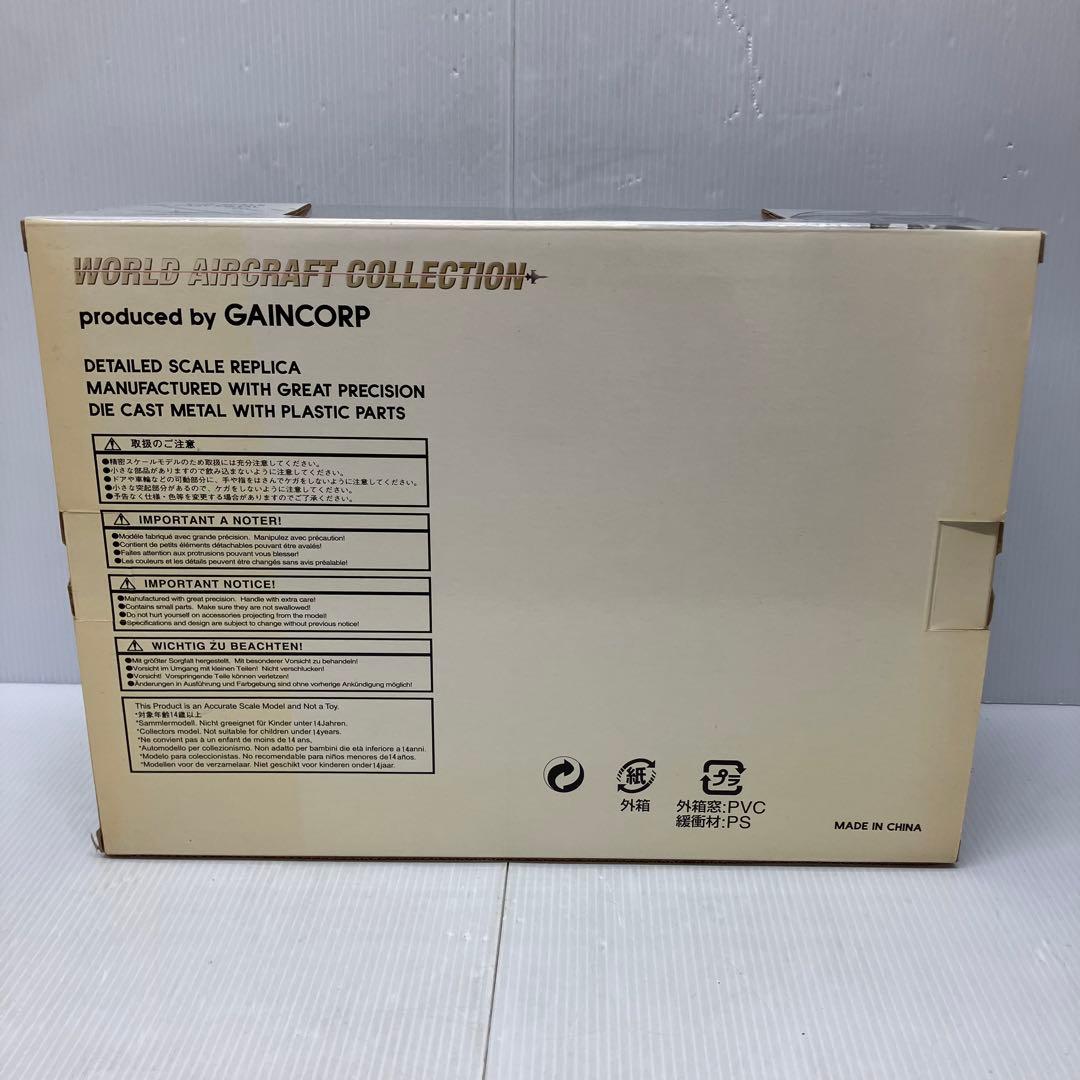 WORLD AIRCRAFT COLLECTION
produced by GAINCORP
DETAILED SCALE REPLICA
MANUFACTURED WITH GREAT PRECISION
DIE CAST METAL WITH PLASTIC PARTS
取扱のご注意
●精密スケールモデルのため取扱には充分注意してください。
●小さな部品がありますので飲み込まないように注意してください。
●ドアや車輪などの可動部分に、手や指をはさんでケガをしないように注意してください。
●小さな突起部分があるので、ケガをしないように注意してください。
●予告なく仕様・色等を変更する場合がありますのでご了承ください。
IMPORTANT A NOTER!
●Modéle fabriqué avec grande précision. Manipulez avec précaution!
●Contient de petits éléments détachables pouvant étre avalés!
●Faites attention aux protrusions pouvant vous blesser!
●Les couleurs et les détails peuvent étre changés sans avis préalable!
IMPORTANT NOTICE!
●Manufactured with great precision. Handle with extra care!
●Contains small parts. Make sure they are not swallowed!
●Do not hurt yourself on accessories projecting from the model!
●Specifications and design are subject to change without previous notice!
WICHTIG ZU BEACHTEN!
●Mit größter Sorgfalt hergestellt. Mit besonderer Vorsicht zu behandeln!
●Vorsicht im Umgang mit kleinen Teilen! Nicht verschlucken!
●Vorsicht! Vorspringende Teile können verletzen!
●Änderungen in Ausführung und Farbgebung sind ohne vorherige Ankündigung möglich!
This Product is an Accurate Scale Model and Not a Toy.
*対象年齢14歳以上
*Sammlermodell. Nicht greeignet für Kinder unter 14Jahren.
*Collectors model. Not suitable for children under 14years.
*Ne convient pas à un enfant de moins de 14 ans,
*Automodello per collezionismo. Non adatto per bambini die età inferiore a 14anni.
*Modelo para coleccionistas. No recomendable para niños menores de14años.
*Modellen voor de verzamelaar. Niet geschikt voor kinderen onder14jaar.
紙
外箱
プラ
外箱窓:PVC
緩衝材:PS
MADE IN CHINA